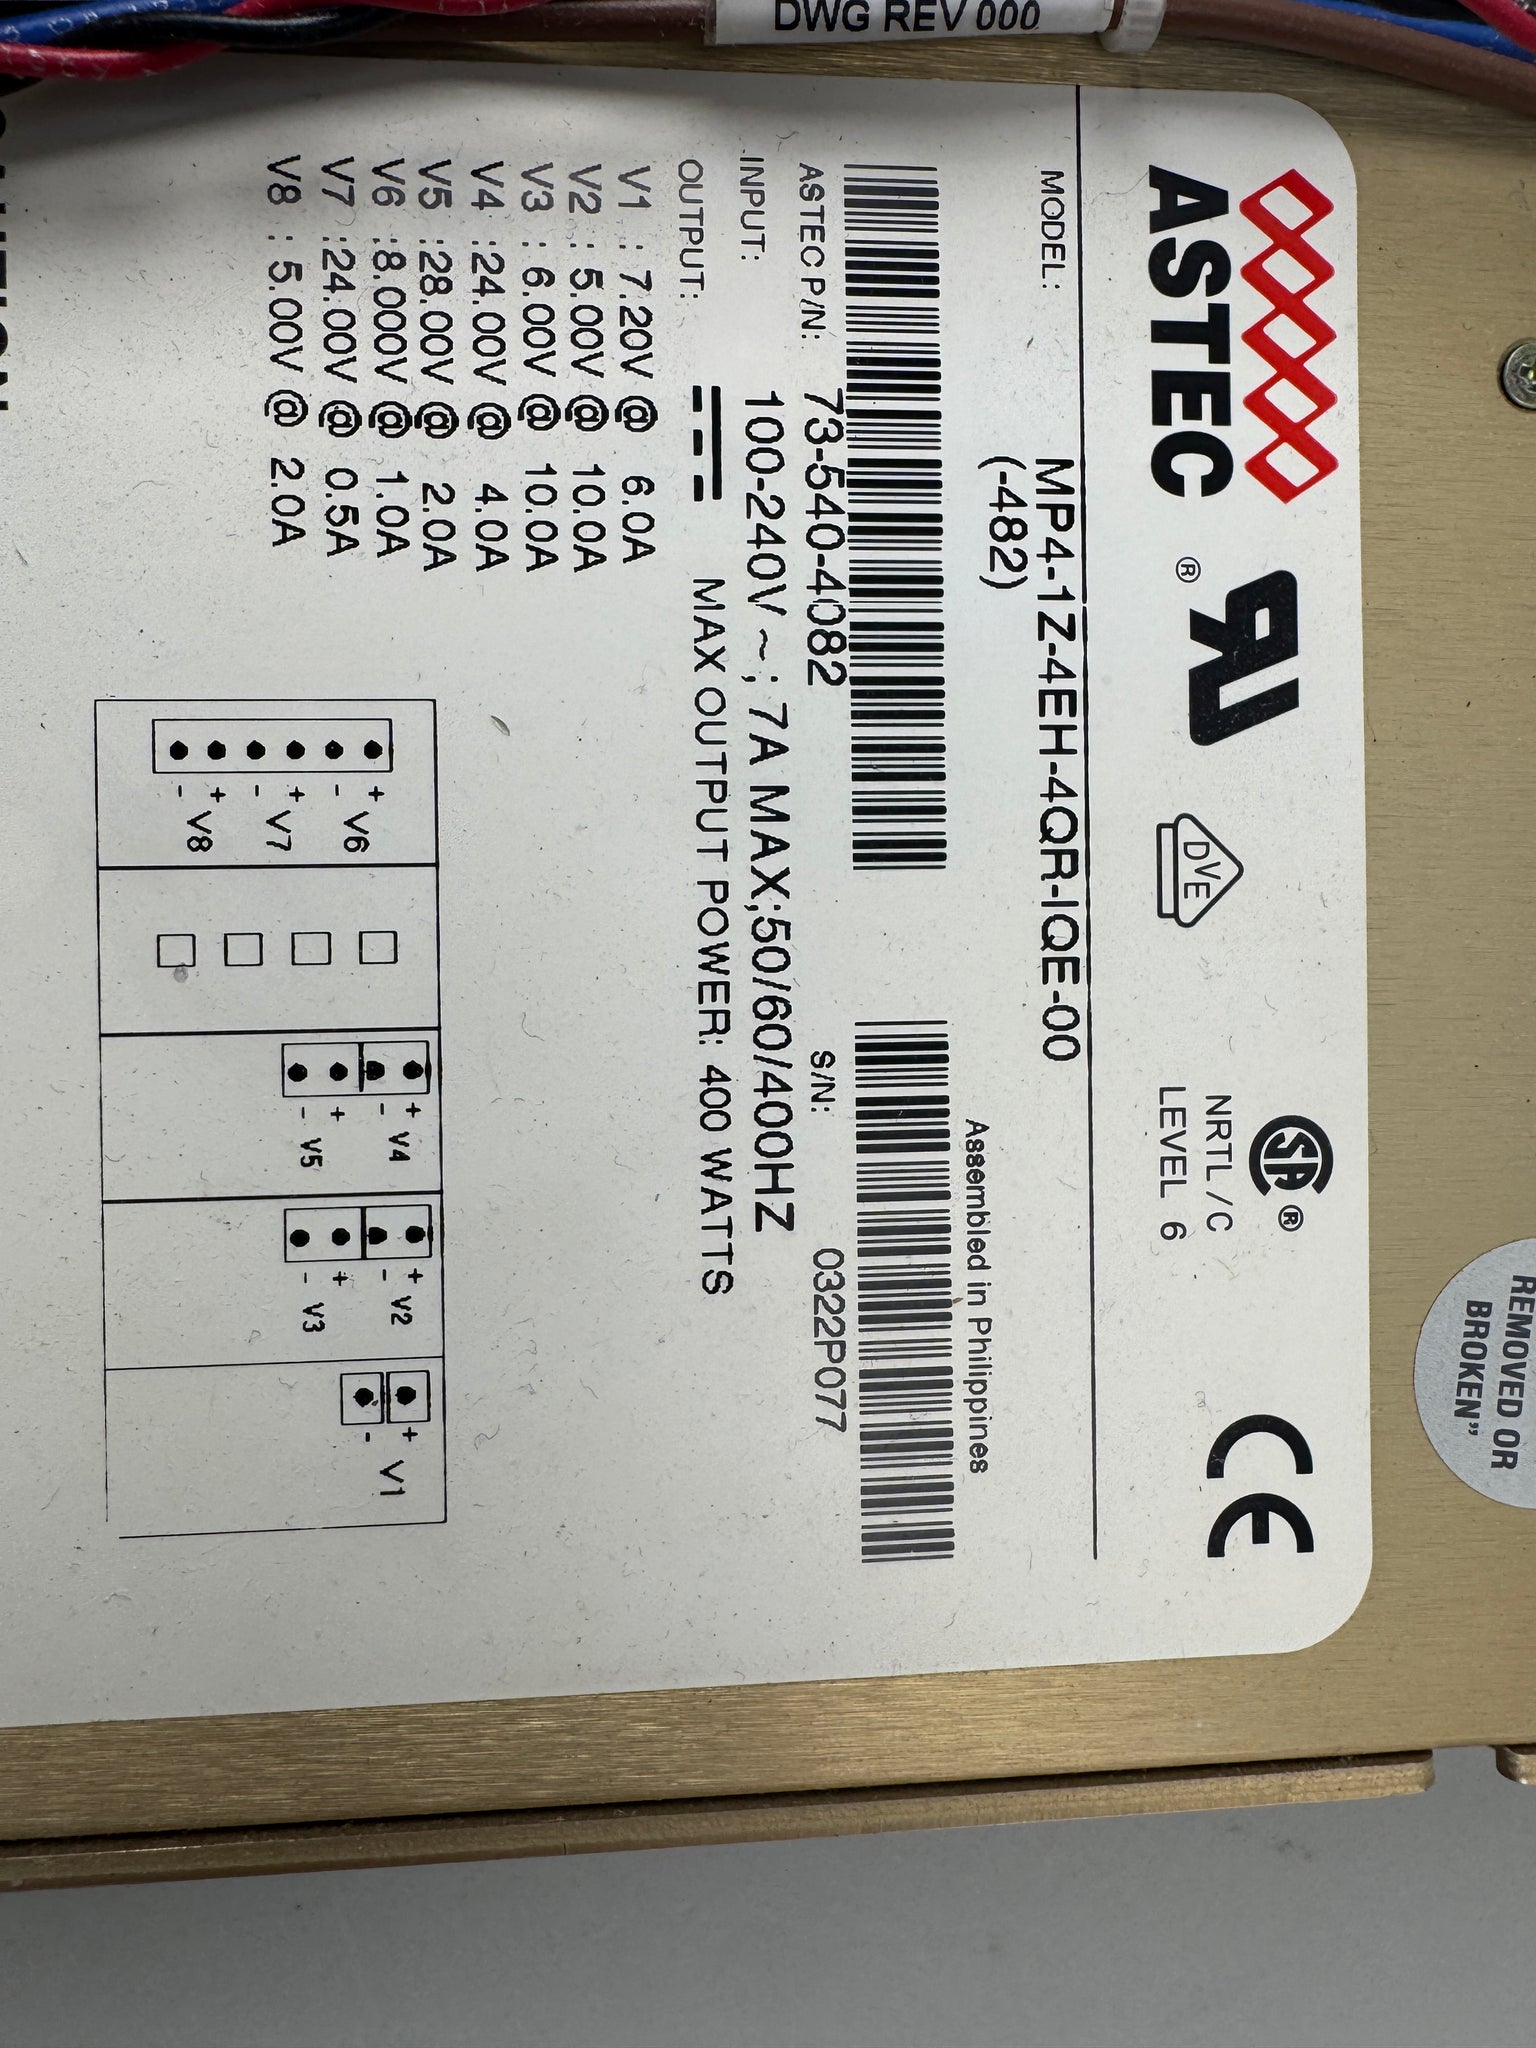 DWG REV 000
ASTEC ®
DVE
NRTL/C
LEVEL 6
®
CE
MODEL: MP4-1Z-4EH-4QR-IQE-00
(-482)
Assembled in Philippines
ASTEC P/N: 73-540-4082 S/N: 0322P077
INPUT: 100-240V ~; 7A MAX;50/60/400HZ
OUTPUT: MAX OUTPUT POWER: 400 WATTS
V1 : 7.20V @ 6.0A
V2 : 5.00V @ 10.0A
V3 : 6.00V @ 10.0A
V4 :24.00V @ 4.0A
V5 :28.00V @ 2.0A
V6 :8.000V @ 1.0A
V7 :24.00V @ 0.5A
V8 : 5.00V @ 2.0A
+ - V6
+ - V7
+ - V8
+ - V4
+ - V5
+ - V2
+ - V3
+ - V1
REMOVED OR
BROKEN”